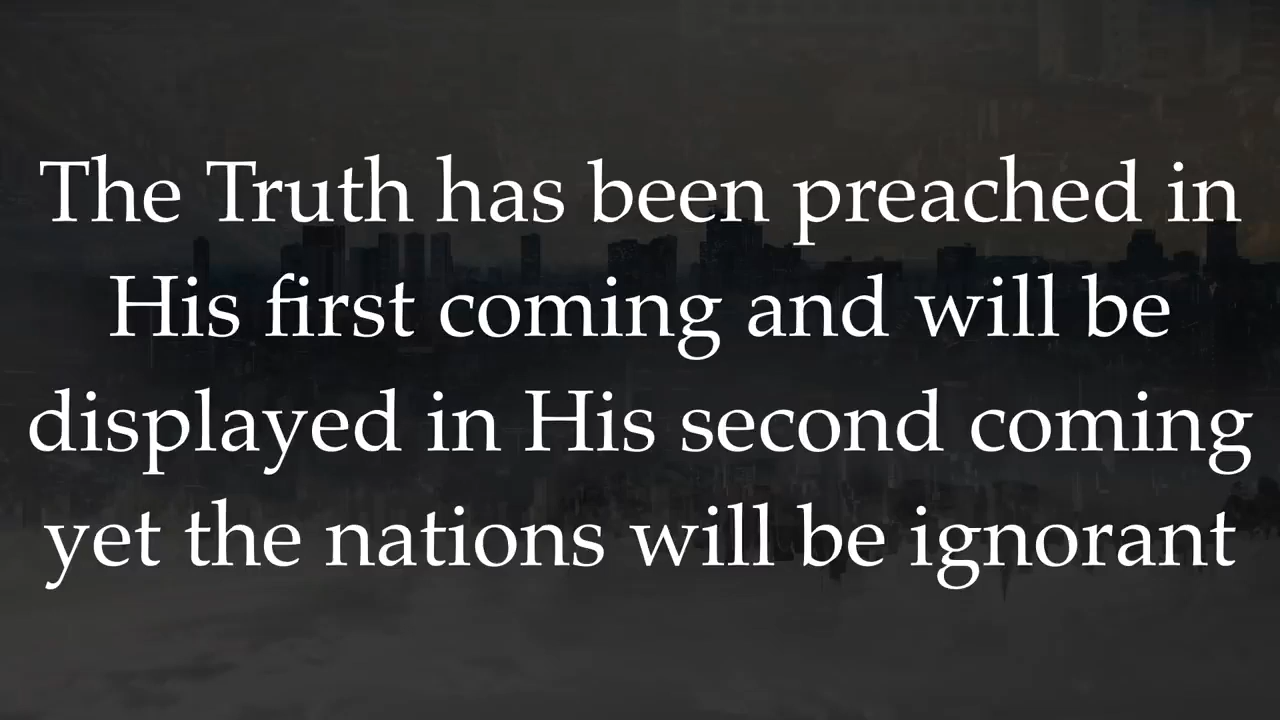 The Truth has been preached in
His first coming and will be
displayed in His second coming
yet the nations will be ignorant